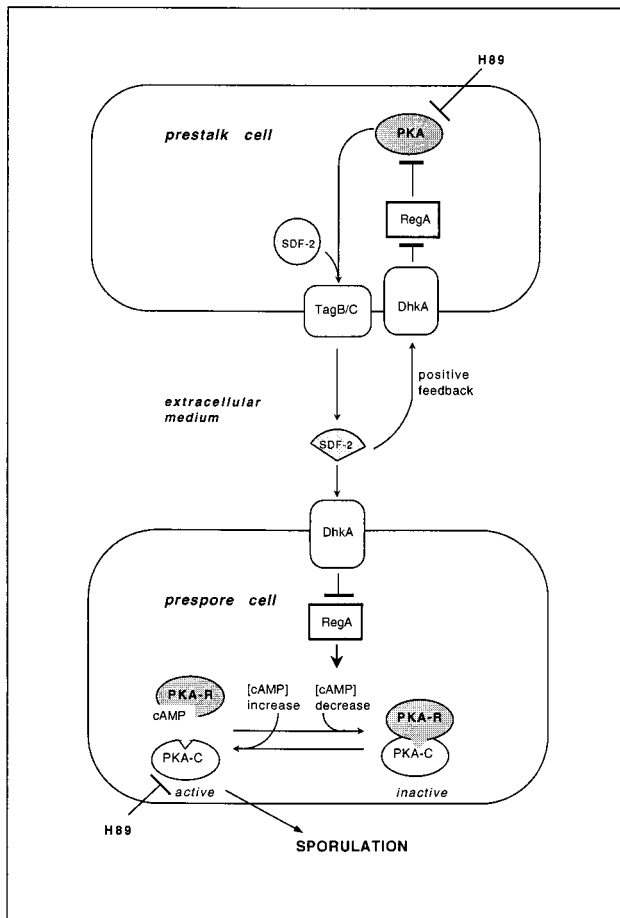 H89
prestalk cell
PKA
RegA
SDF-2
TagB/C
DhkA
positive
feedback
extracellular
medium
SDF-2
DhkA
prespore cell
RegA
PKA-R
cAMP
[cAMP]
increase
[cAMP]
decrease
PKA-R
PKA-C
PKA-C
active
inactive
H89
SPORULATION